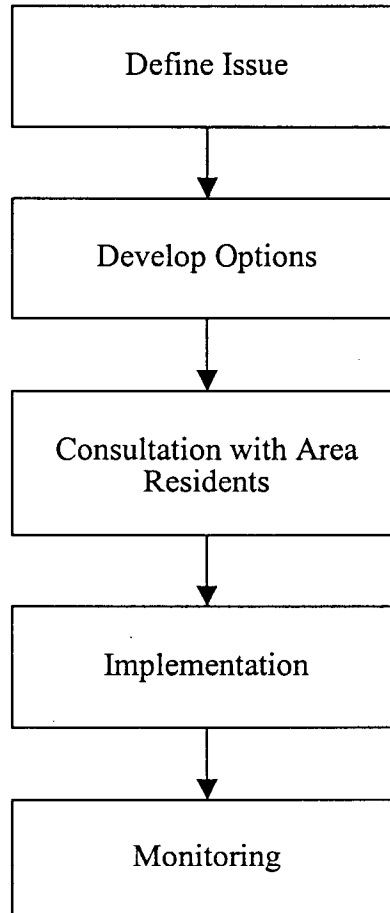 Define Issue
Develop Options
Consultation with Area
Residents
Implementation
Monitoring